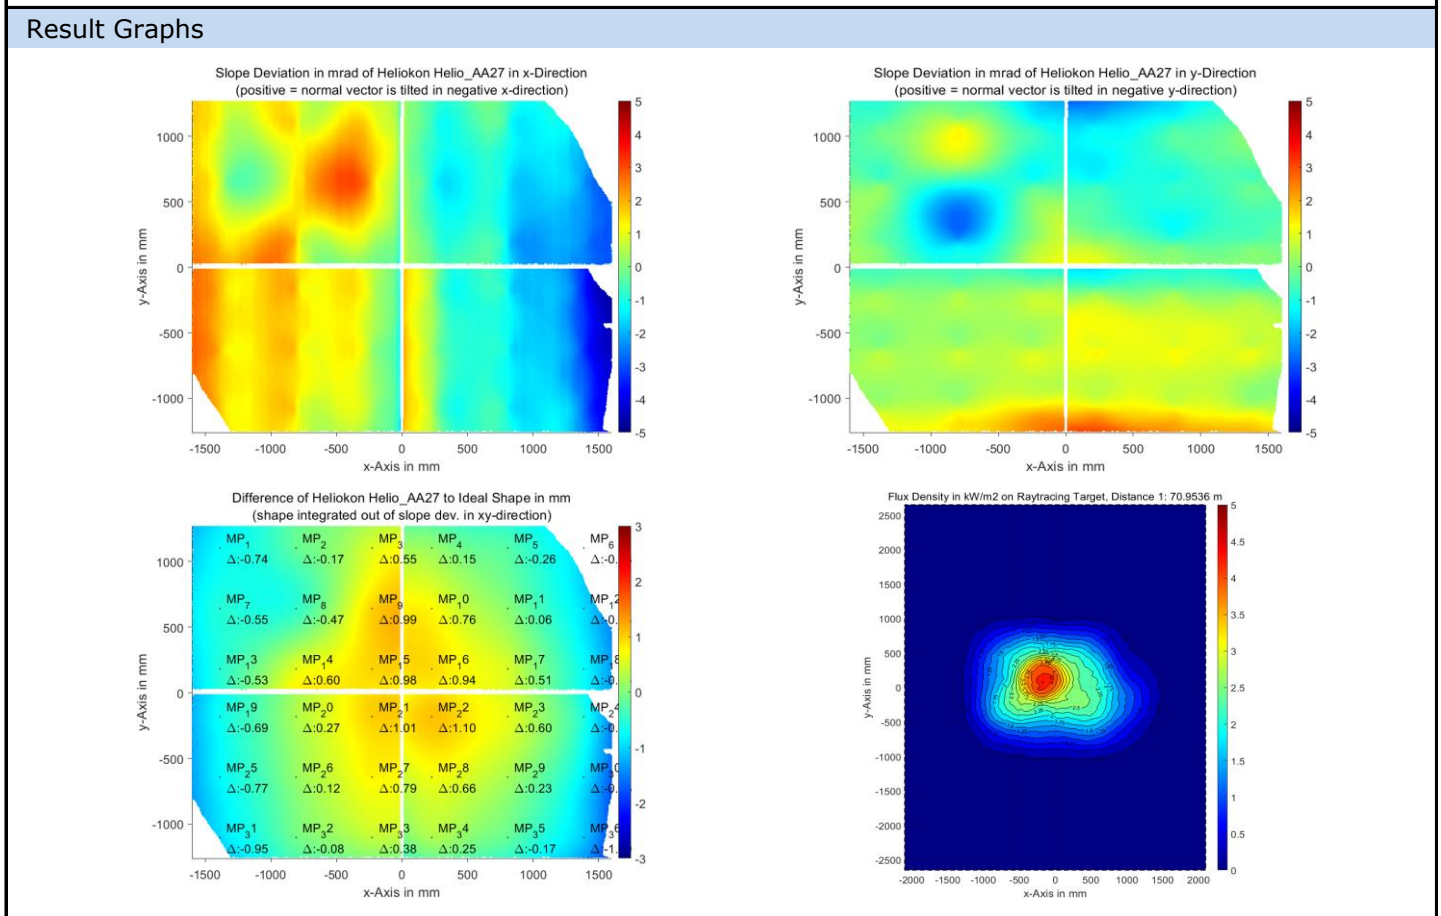 Result Graphs
Slope Deviation in mrad of Heliokon Helio_AA27 in x-Direction
(positive = normal vector is tilted in negative x-direction)
y-Axis in mm
1000
500
0
-500
-1000
-1500 -1000 -500 0 500 1000 1500
x-Axis in mm
5
4
3
2
1
0
-1
-2
-3
-4
-5
Slope Deviation in mrad of Heliokon Helio_AA27 in y-Direction
(positive = normal vector is tilted in negative y-direction)
y-Axis in mm
1000
500
0
-500
-1000
-1500 -1000 -500 0 500 1000 1500
x-Axis in mm
5
4
3
2
1
0
-1
-2
-3
-4
-5
Difference of Heliokon Helio_AA27 to Ideal Shape in mm
(shape integrated out of slope dev. in xy-direction)
y-Axis in mm
1000
500
0
-500
-1000
MP₁ MP₂ MP₃ MP₄ MP₅ MP₆
Δ:-0.74 Δ:-0.17 Δ:0.55 Δ:0.15 Δ:-0.26 Δ:-0.
MP₇ MP₈ MP₉ MP₁0 MP₁1 MP₁2
Δ:-0.55 Δ:-0.47 Δ:0.99 Δ:0.76 Δ:0.06 Δ:-0.
MP₁3 MP₁4 MP₁5 MP₁6 MP₁7 MP₁8
Δ:-0.53 Δ:0.60 Δ:0.98 Δ:0.94 Δ:0.51 Δ:-0.
MP₁9 MP₂0 MP₂1 MP₂2 MP₂3 MP₂4
Δ:-0.69 Δ:0.27 Δ:1.01 Δ:1.10 Δ:0.60 Δ:-0.
MP₂5 MP₂6 MP₂7 MP₂8 MP₂9 MP₃0
Δ:-0.77 Δ:0.12 Δ:0.79 Δ:0.66 Δ:0.23 Δ:-0.
MP₃1 MP₃2 MP₃3 MP₃4 MP₃5 MP₃6
Δ:-0.95 Δ:-0.08 Δ:0.38 Δ:0.25 Δ:-0.17 Δ:-1.
-1500 -1000 -500 0 500 1000 1500
x-Axis in mm
3
2
1
0
-1
-2
-3
Flux Density in kW/m2 on Raytracing Target, Distance 1: 70.9536 m
y-Axis in mm
2500
2000
1500
1000
500
0
-500
-1000
-1500
-2000
-2500
-2000 -1500 -1000 -500 0 500 1000 1500 2000
x-Axis in mm
5
4.5
4
3.5
3
2.5
2
1.5
1
0.5
0